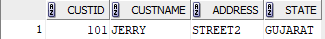 CUSTID CUSTNAME ADDRESS STATE
1 101 JERRY STREET2 GUJARAT